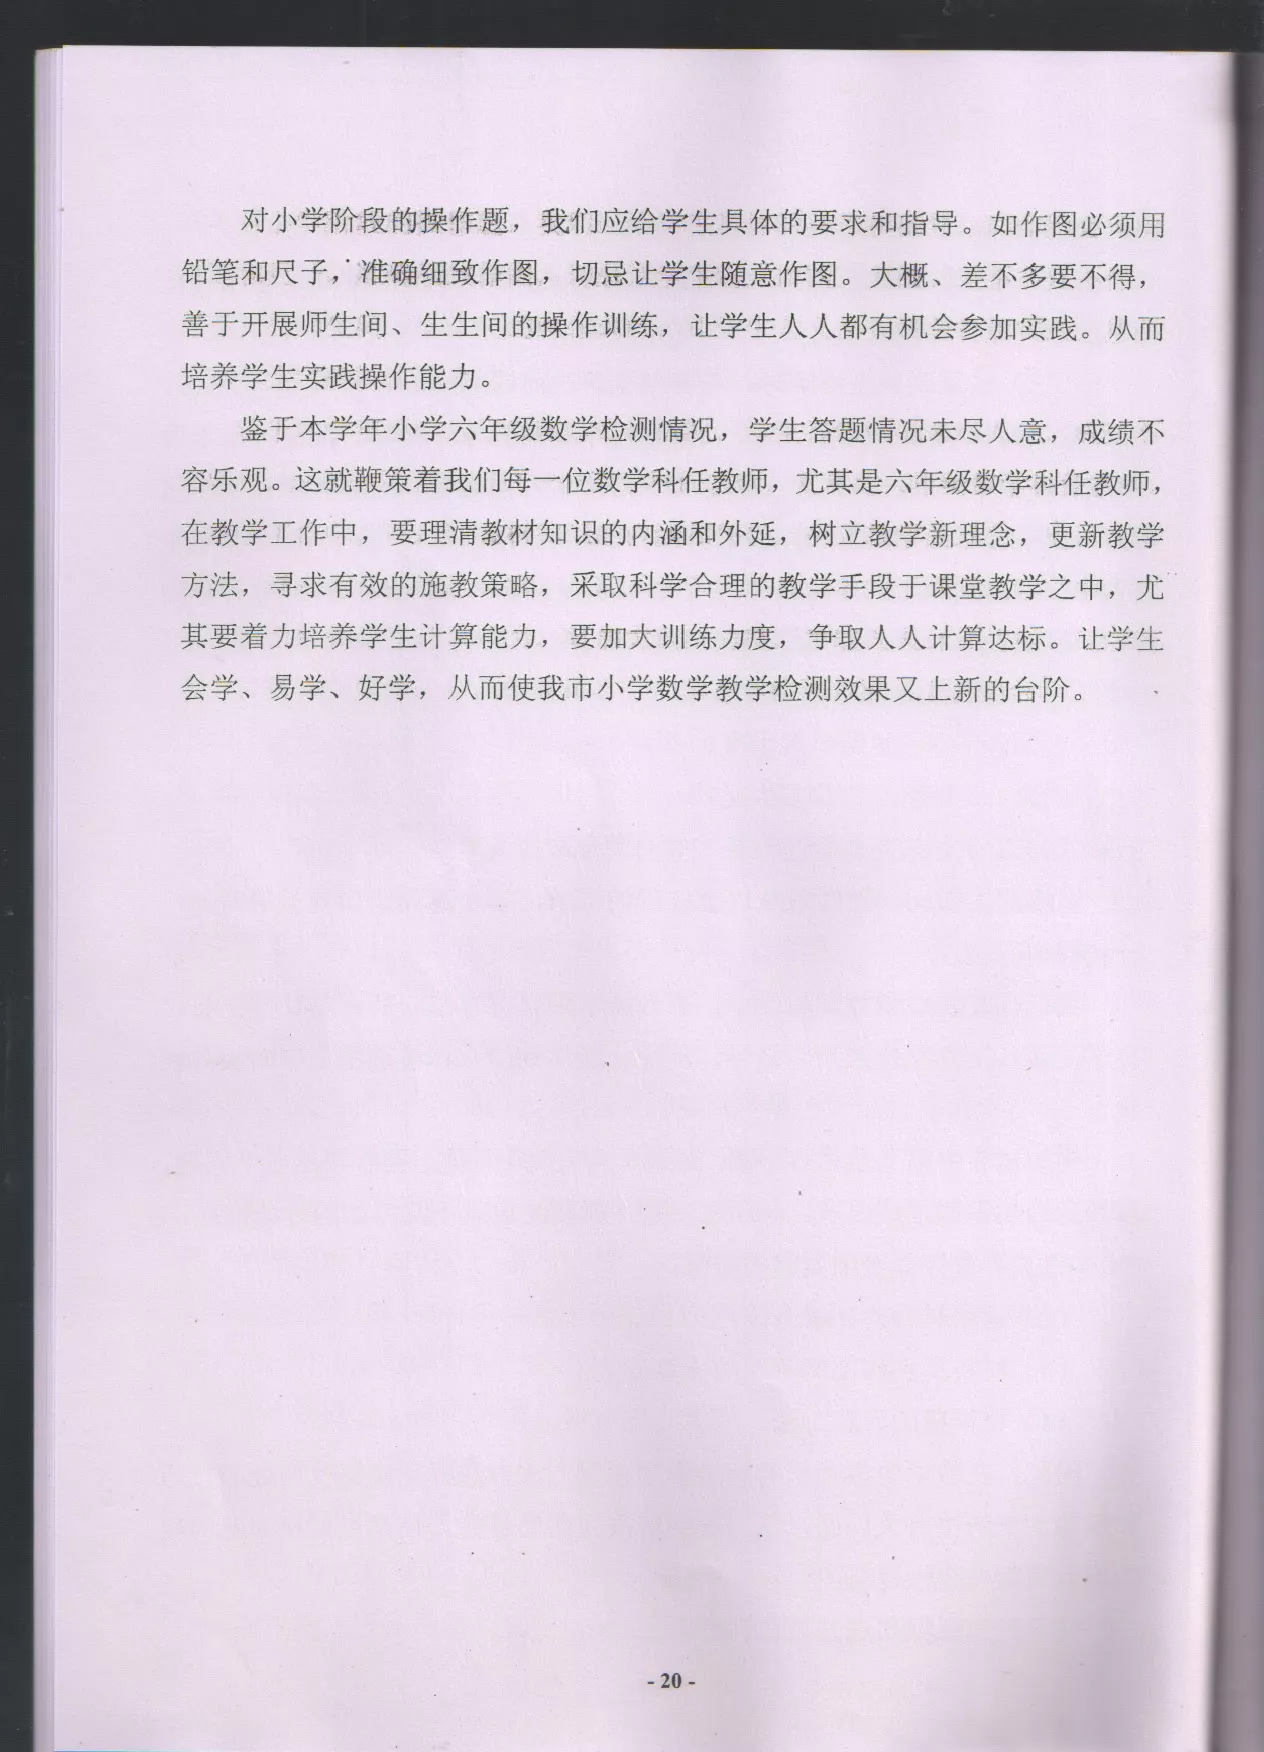 对小学阶段的操作题，我们应给学生具体的要求和指导。如作图必须用
铅笔和尺子，准确细致作图，切忌让学生随意作图。大概、差不多要不得，
善于开展师生间、生生间的操作训练，让学生人人都有机会参加实践。从而
培养学生实践操作能力。
鉴于本学年小学六年级数学检测情况，学生答题情况未尽人意，成绩不
容乐观。这就鞭策着我们每一位数学科任教师，尤其是六年级数学科任教师，
在教学工作中，要理清教材知识的内涵和外延，树立教学新理念，更新教学
方法，寻求有效的施教策略，采取科学合理的教学手段于课堂教学之中，尤
其要着力培养学生计算能力，要加大训练力度，争取人人计算达标。让学生
会学、易学、好学，从而使我市小学数学教学检测效果又上新的台阶。
- 20 -